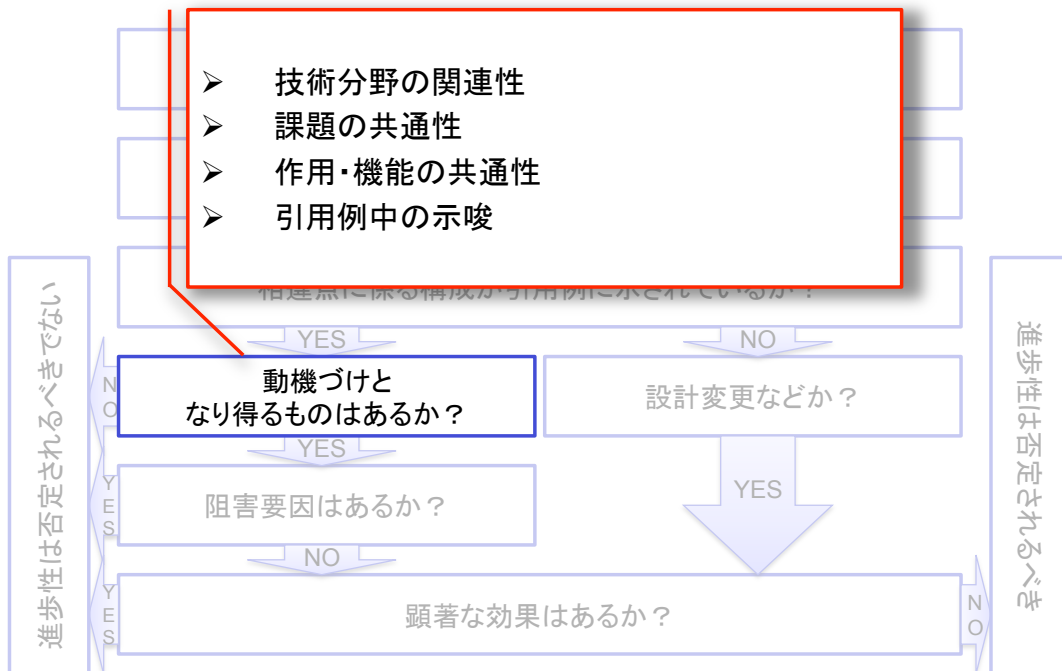 ➢ 技術分野の関連性
➢ 課題の共通性
➢ 作用・機能の共通性
➢ 引用例中の示唆
相違点に係る構成が引用例に示されているか？
YES
NO
動機づけと
なり得るものはあるか？
設計変更などか？
NO
YES
YES
阻害要因はあるか？
YES
NO
顕著な効果はあるか？
YES
NO
進歩性は否定されるべきでない
進歩性は否定されるべき